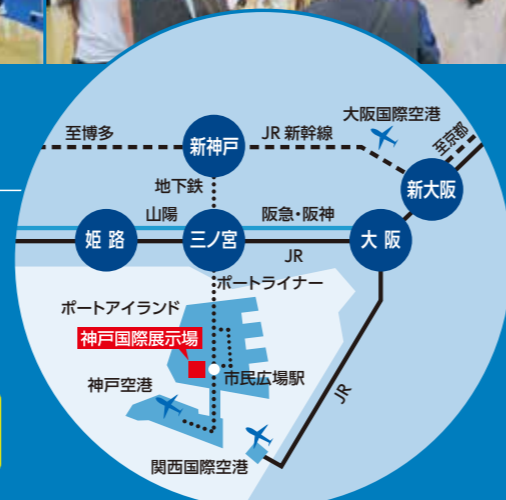 大阪国際空港
至博多
新神戸
JR 新幹線
至京都
新大阪
地下鉄
山陽
阪急・阪神
姫路
三ノ宮
大阪
JR
ポートライナー
ポートアイランド
神戸国際展示場
市民広場駅
神戸空港
JR
関西国際空港